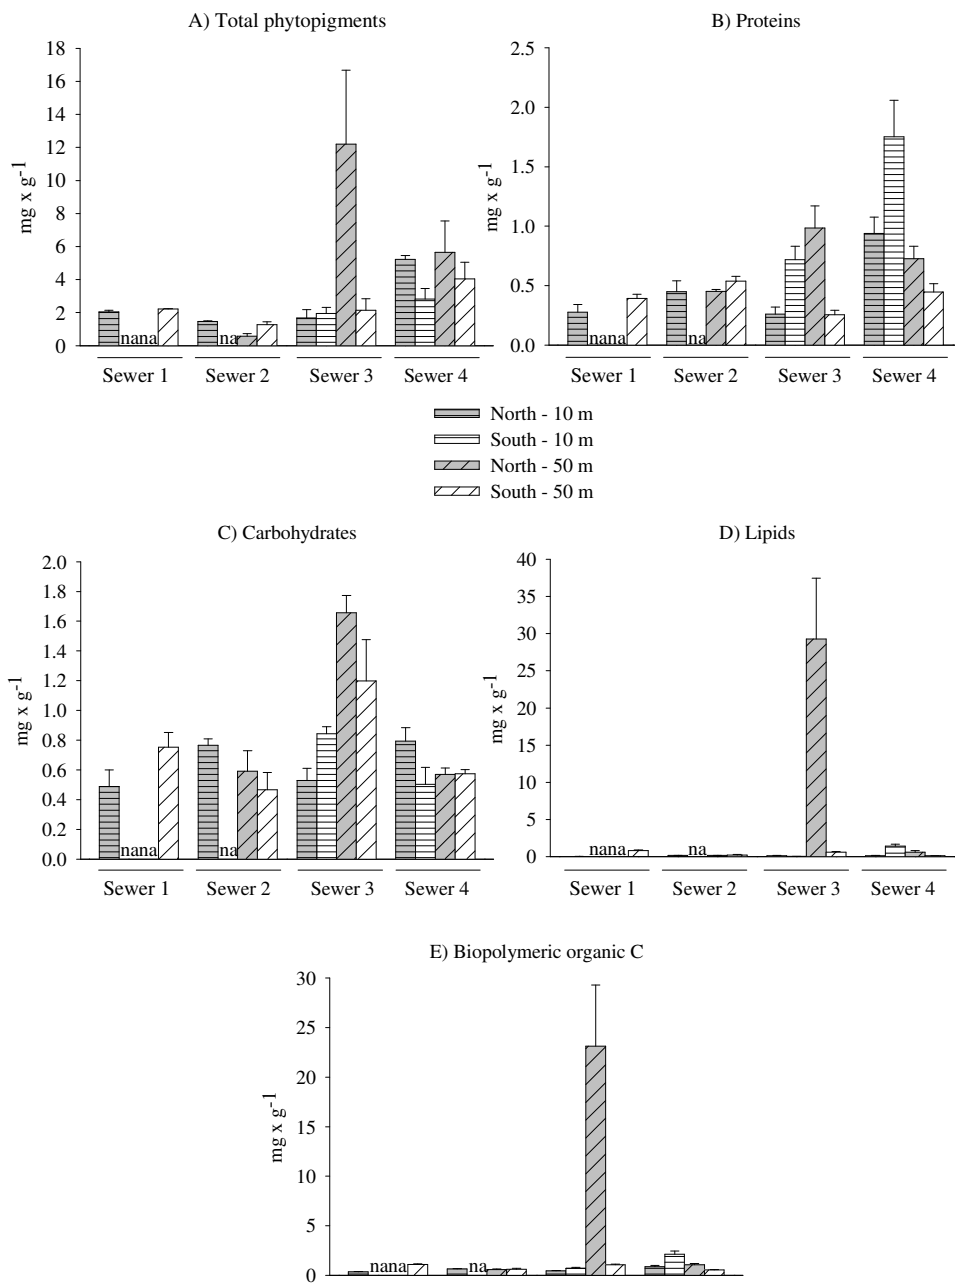 A) Total phytopigments
18
16
14
12
10
8
6
4
2
0
mg x g-1
nana
na
Sewer 1
Sewer 2
Sewer 3
Sewer 4
B) Proteins
2.5
2.0
1.5
1.0
0.5
0.0
mg x g-1
nana
na
Sewer 1
Sewer 2
Sewer 3
Sewer 4
North - 10 m
South - 10 m
North - 50 m
South - 50 m
C) Carbohydrates
2.0
1.8
1.6
1.4
1.2
1.0
0.8
0.6
0.4
0.2
0.0
mg x g-1
nana
na
Sewer 1
Sewer 2
Sewer 3
Sewer 4
D) Lipids
40
35
30
25
20
15
10
5
0
mg x g-1
nana
na
Sewer 1
Sewer 2
Sewer 3
Sewer 4
E) Biopolymeric organic C
30
25
20
15
10
5
0
mg x g-1
nana
na